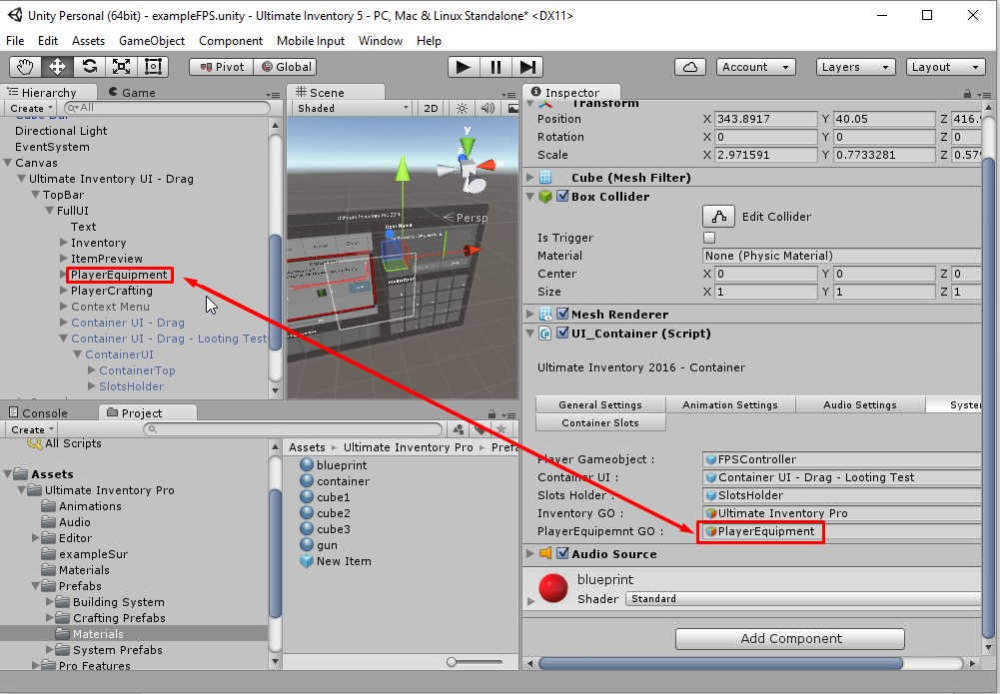 Unity Personal (64bit) - exampleFPS.unity - Ultimate Inventory 5 - PC, Mac & Linux Standalone* <DX11>
File Edit Assets GameObject Component Mobile Input Window Help
Pivot Global Account Layers Layout
Hierarchy Game
Create All
Directional Light
EventSystem
Canvas
Ultimate Inventory UI - Drag
TopBar
FullUI
Text
Inventory
ItemPreview
PlayerEquipment
PlayerCrafting
Context Menu
Container UI - Drag
Container UI - Drag - Looting Test
ContainerUI
ContainerTop
SlotsHolder
Scene
Shaded 2D
y
z
Persp
Item Name
Inspector
Transform
Position X 343.8917 Y 40.05 Z 416.
Rotation X 0 Y 0 Z 0
Scale X 2.971591 Y 0.7733281 Z 0.57
Cube (Mesh Filter)
Box Collider
Edit Collider
Is Trigger
Material None (Physic Material)
Center X 0 Y 0 Z 0
Size X 1 Y 1 Z 1
Mesh Renderer
UI_Container (Script)
Ultimate Inventory 2016 - Container
General Settings Animation Settings Audio Settings Syste
Container Slots
Player Gameobject : FPSController
Container UI : Container UI - Drag - Looting Test
Slots Holder : SlotsHolder
Inventory GO : Ultimate Inventory Pro
PlayerEquipemnt GO : PlayerEquipment
Audio Source
blueprint
Shader Standard
Add Component
Console Project
Create
All Scripts
Assets
Ultimate Inventory Pro
Animations
Audio
Editor
exampleSur
Materials
Prefabs
Building System
Crafting Prefabs
Materials
System Prefabs
Pro Features
Assets Ultimate Inventory Pro Prefa
blueprint
container
cube1
cube2
cube3
gun
New Item